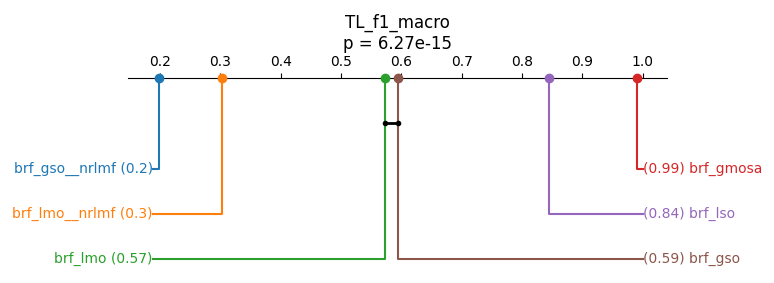 TL_f1_macro
p = 6.27e-15
0.2 0.3 0.4 0.5 0.6 0.7 0.8 0.9 1.0
brf_gso__nrlmf (0.2)
(0.99) brf_gmosa
brf_lmo__nrlmf (0.3)
(0.84) brf_lso
brf_lmo (0.57)
(0.59) brf_gso